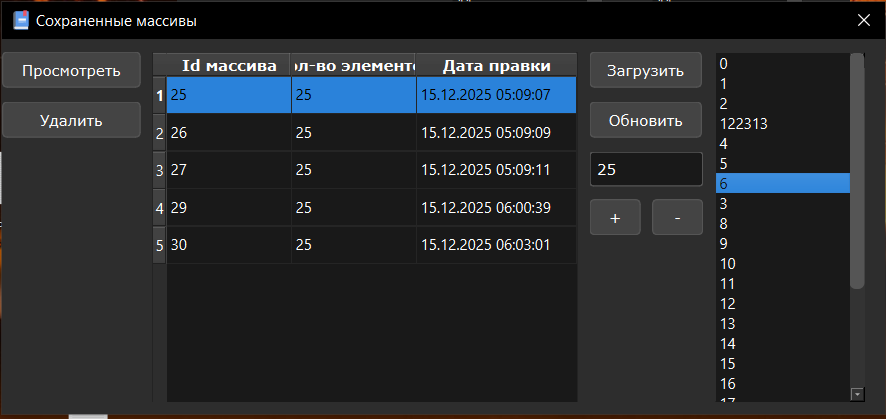 Сохраненные массивы
Просмотреть
Удалить
Id массива ол-во элементо Дата правки
1 25 25 15.12.2025 05:09:07
2 26 25 15.12.2025 05:09:09
3 27 25 15.12.2025 05:09:11
4 29 25 15.12.2025 06:00:39
5 30 25 15.12.2025 06:03:01
Загрузить
Обновить
25
+ -
0
1
2
122313
4
5
6
3
8
9
10
11
12
13
14
15
16
17